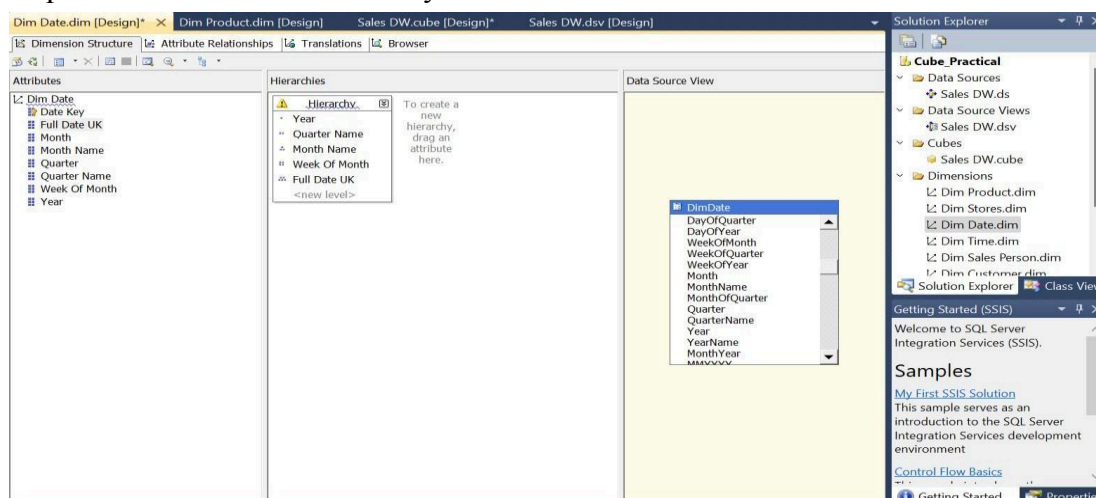 Dim Date.dim [Design]* Dim Product.dim [Design] Sales DW.cube [Design]* Sales DW.dsv [Design]
Dimension Structure Attribute Relationships Translations Browser
Attributes
Dim Date
Date Key
Full Date UK
Month
Month Name
Quarter
Quarter Name
Week Of Month
Year
Hierarchies
Hierarchy
Year
Quarter Name
Month Name
Week Of Month
Full Date UK
<new level>
To create a
new
hierarchy,
drag an
attribute
here.
Data Source View
DimDate
DayOfQuarter
DayOfYear
WeekOfMonth
WeekOfQuarter
WeekOfYear
Month
MonthName
MonthOfQuarter
Quarter
QuarterName
Year
YearName
MonthYear
MMYYYY
Solution Explorer
Cube_Practical
Data Sources
Sales DW.ds
Data Source Views
Sales DW.dsv
Cubes
Sales DW.cube
Dimensions
Dim Product.dim
Dim Stores.dim
Dim Date.dim
Dim Time.dim
Dim Sales Person.dim
Dim Customer.dim
Solution Explorer Class View
Getting Started (SSIS)
Welcome to SQL Server
Integration Services (SSIS).
Samples
My First SSIS Solution
This sample serves as an
introduction to the SQL Server
Integration Services development
environment
Control Flow Basics
Getting Started Properties